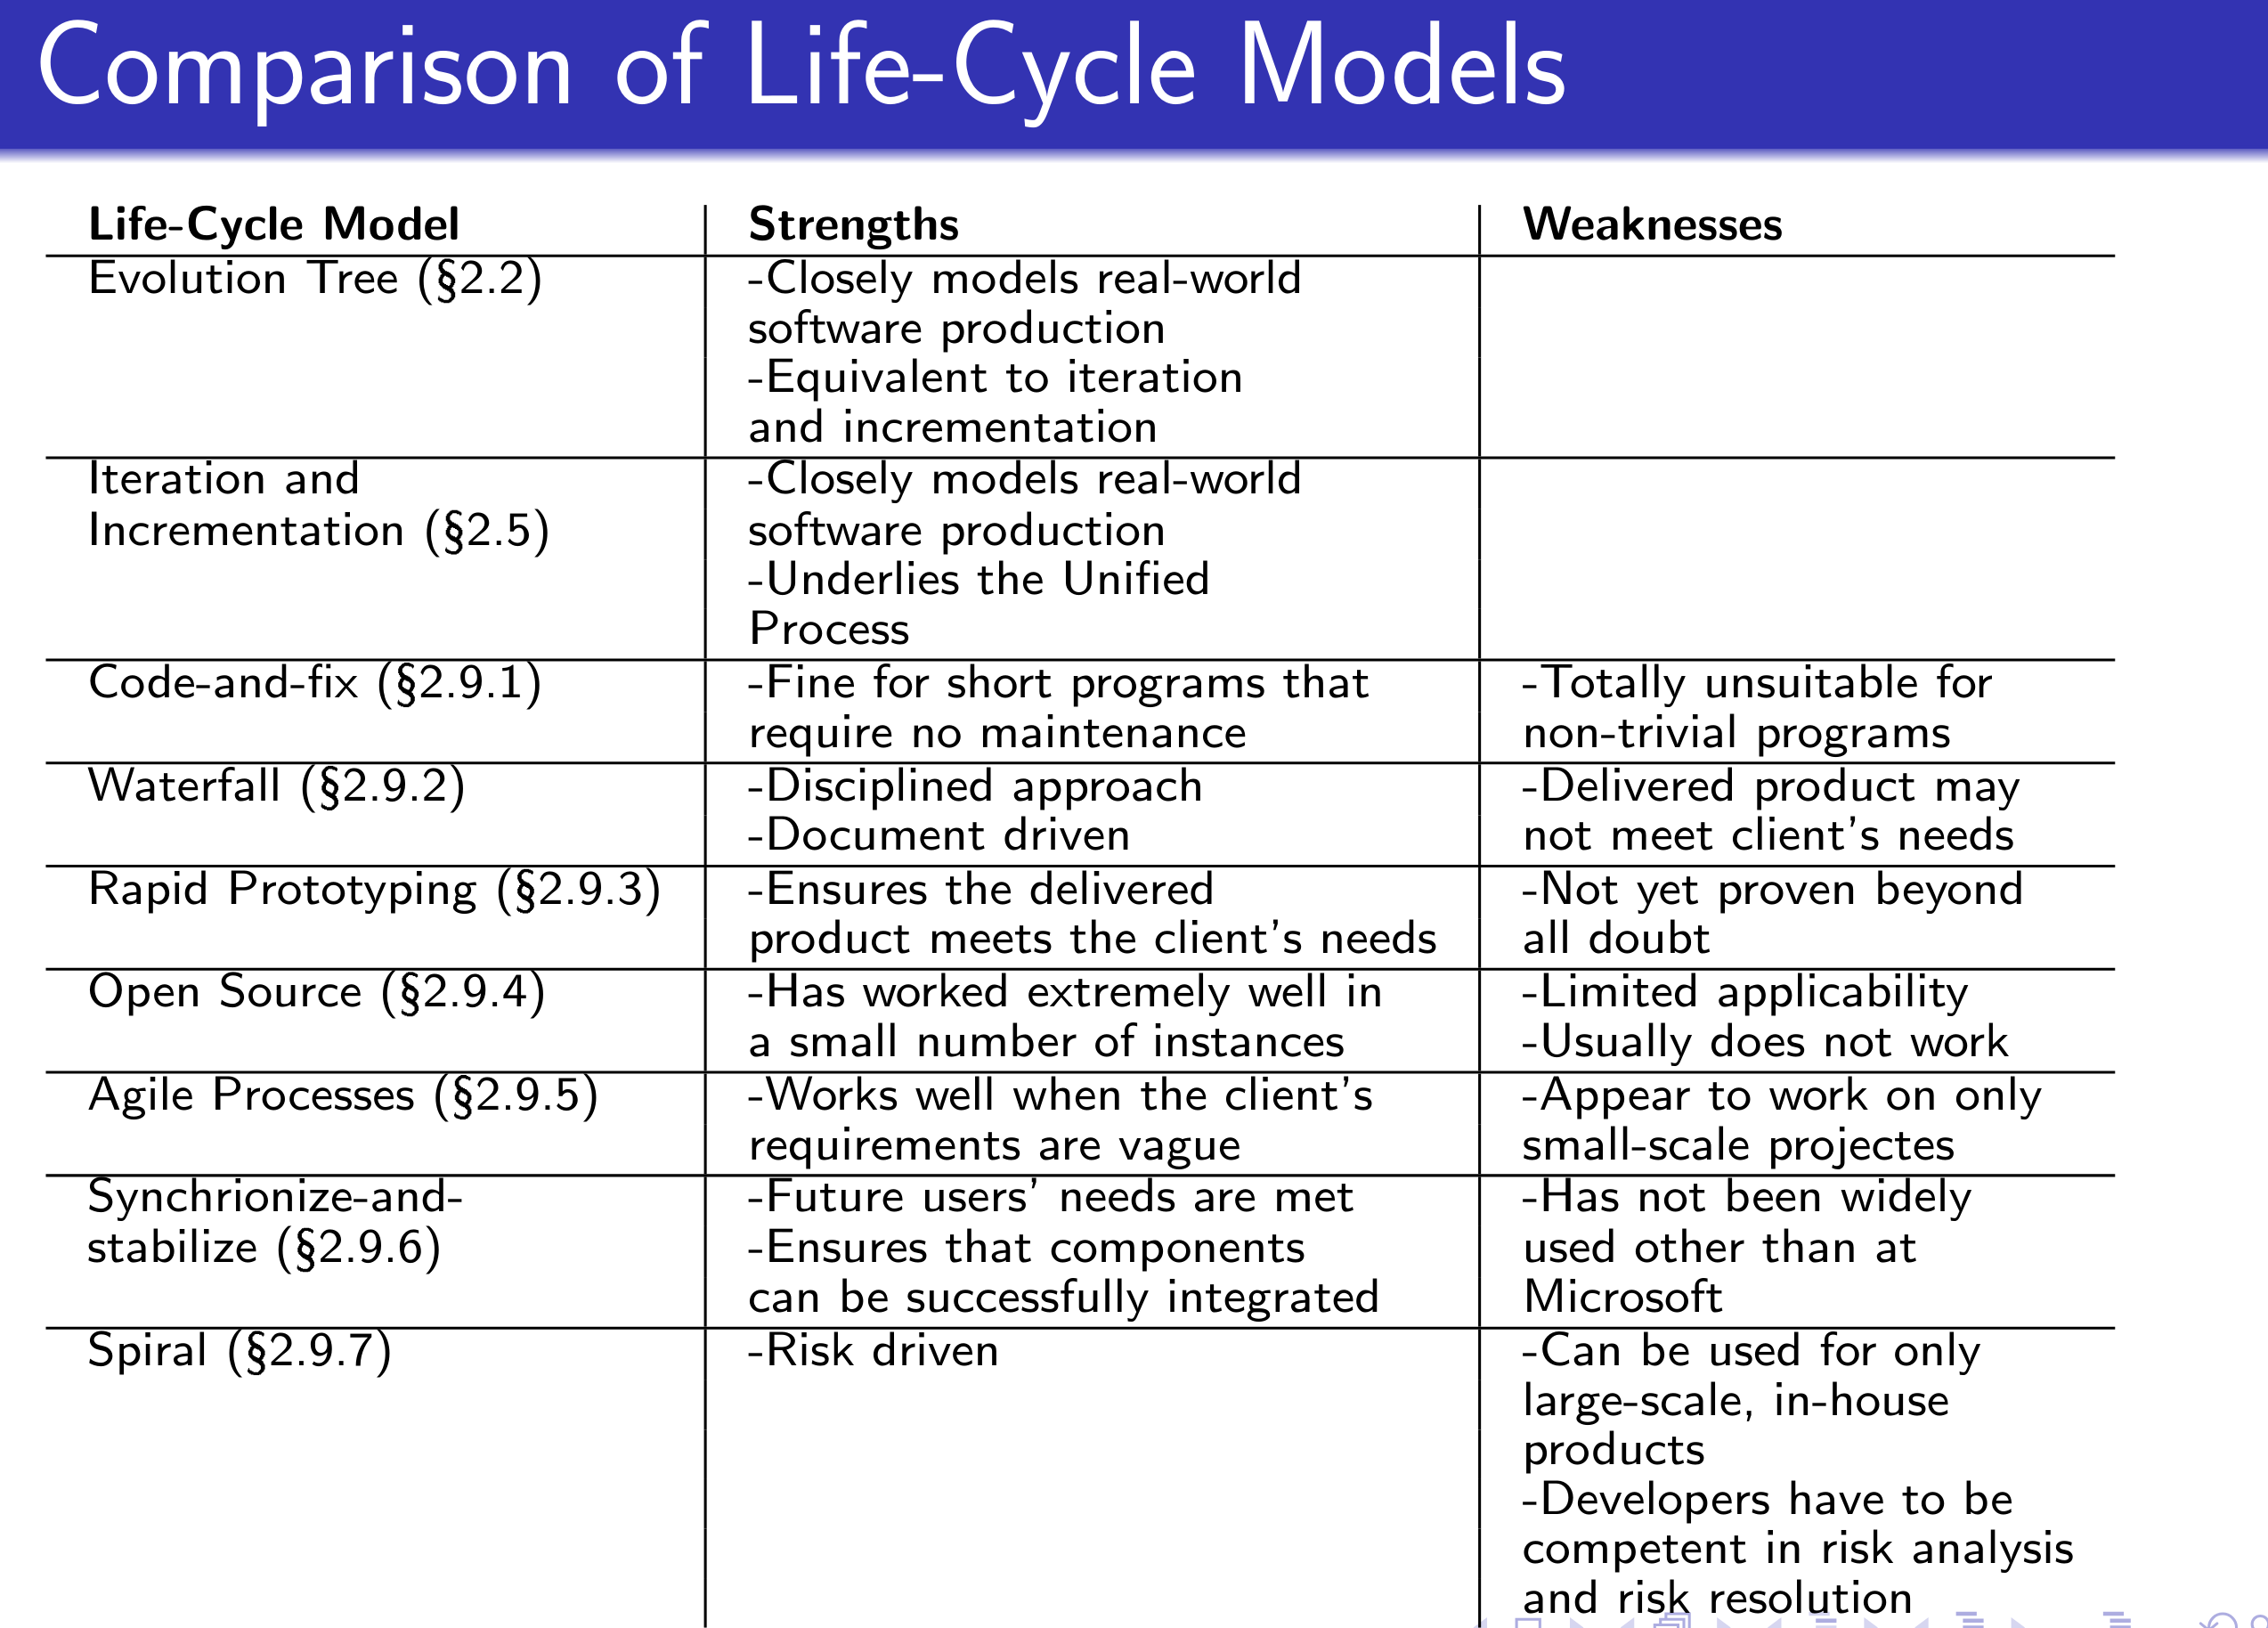 Comparison of Life-Cycle Models
Life-Cycle Model Strengths Weaknesses
Evolution Tree (§2.2) -Closely models real-world
software production
-Equivalent to iteration
and incrementation
Iteration and -Closely models real-world
Incrementation (§2.5) software production
-Underlies the Unified
Process
Code-and-fix (§2.9.1) -Fine for short programs that -Totally unsuitable for
require no maintenance non-trivial programs
Waterfall (§2.9.2) -Disciplined approach -Delivered product may
-Document driven not meet client's needs
Rapid Prototyping (§2.9.3) -Ensures the delivered -Not yet proven beyond
product meets the client's needs all doubt
Open Source (§2.9.4) -Has worked extremely well in -Limited applicability
a small number of instances -Usually does not work
Agile Processes (§2.9.5) -Works well when the client's -Appear to work on only
requirements are vague small-scale projectes
Synchrionize-and- -Future users' needs are met -Has not been widely
stabilize (§2.9.6) -Ensures that components used other than at
can be successfully integrated Microsoft
Spiral (§2.9.7) -Risk driven -Can be used for only
large-scale, in-house
products
-Developers have to be
competent in risk analysis
and risk resolution